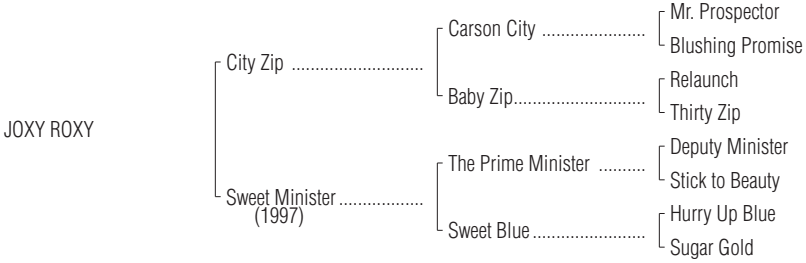 Mr. Prospector
Carson City ......................
Blushing Promise
City Zip ............................
Relaunch
Baby Zip............................
Thirty Zip
JOXY ROXY
Deputy Minister
The Prime Minister ..........
Stick to Beauty
Sweet Minister..................
(1997)
Hurry Up Blue
Sweet Blue........................
Sugar Gold